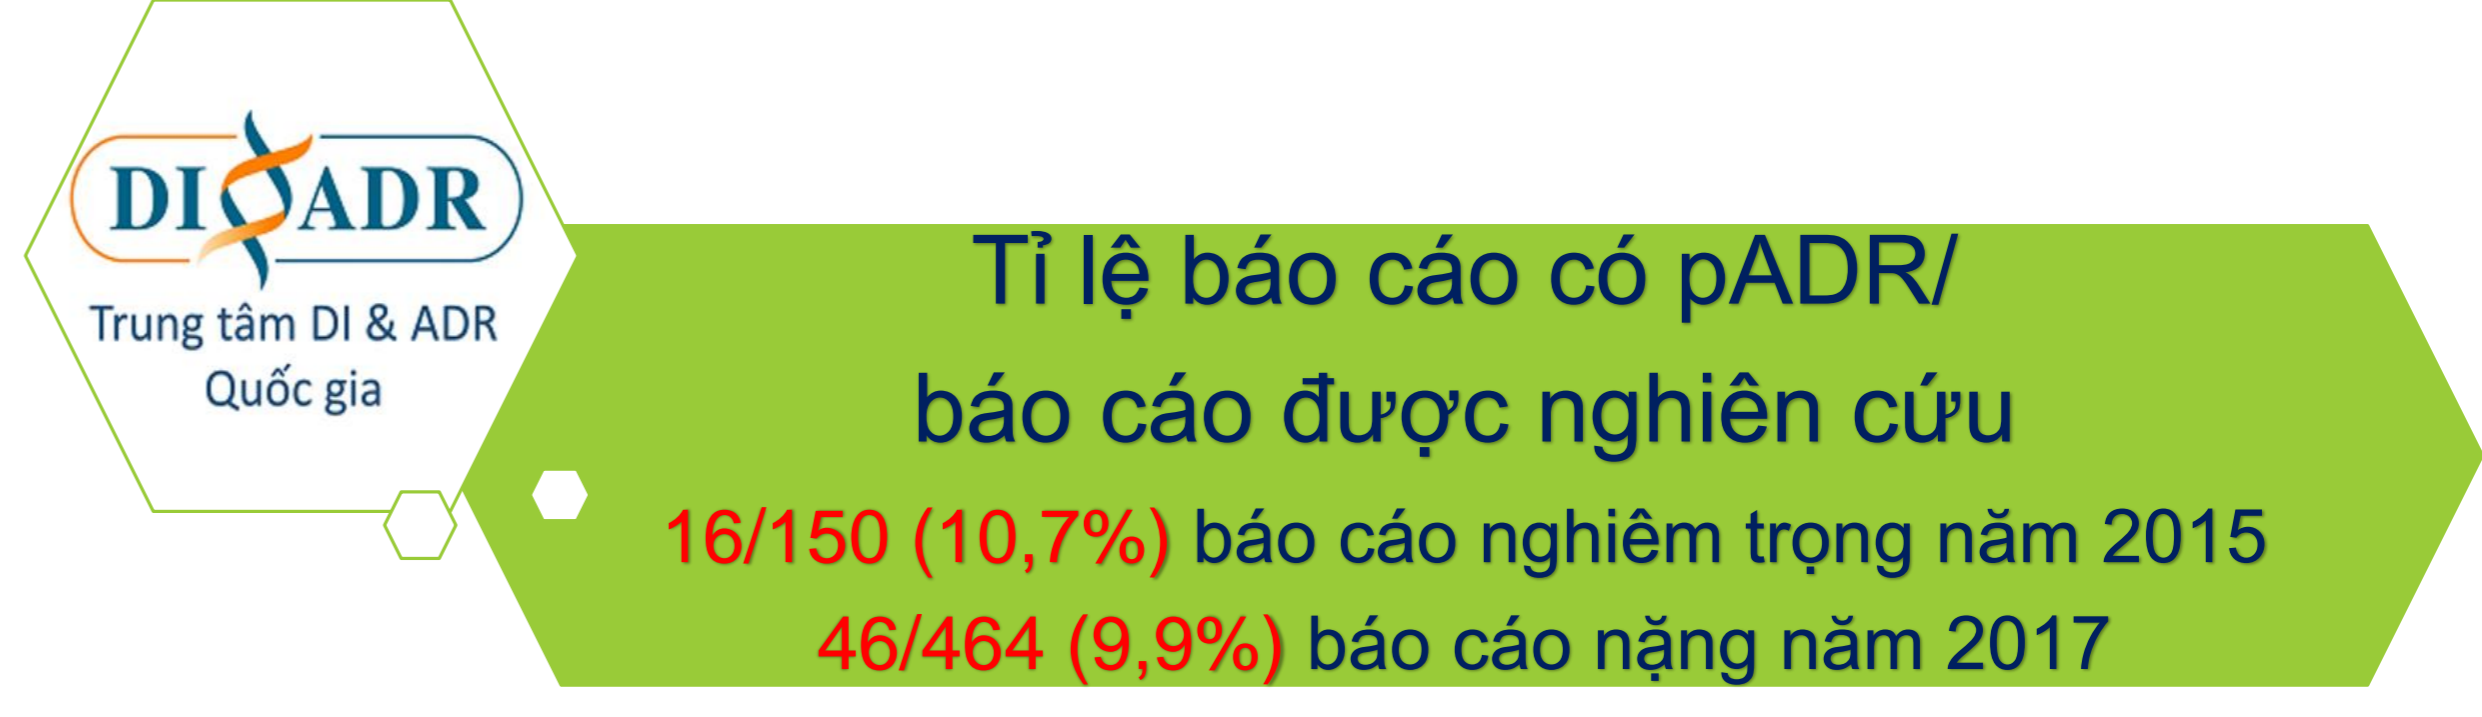 DI ADR
Trung tâm DI & ADR
Quốc gia
Tỉ lệ báo cáo có pADR/
báo cáo được nghiên cứu
16/150 (10,7%) báo cáo nghiêm trọng năm 2015
46/464 (9,9%) báo cáo nặng năm 2017